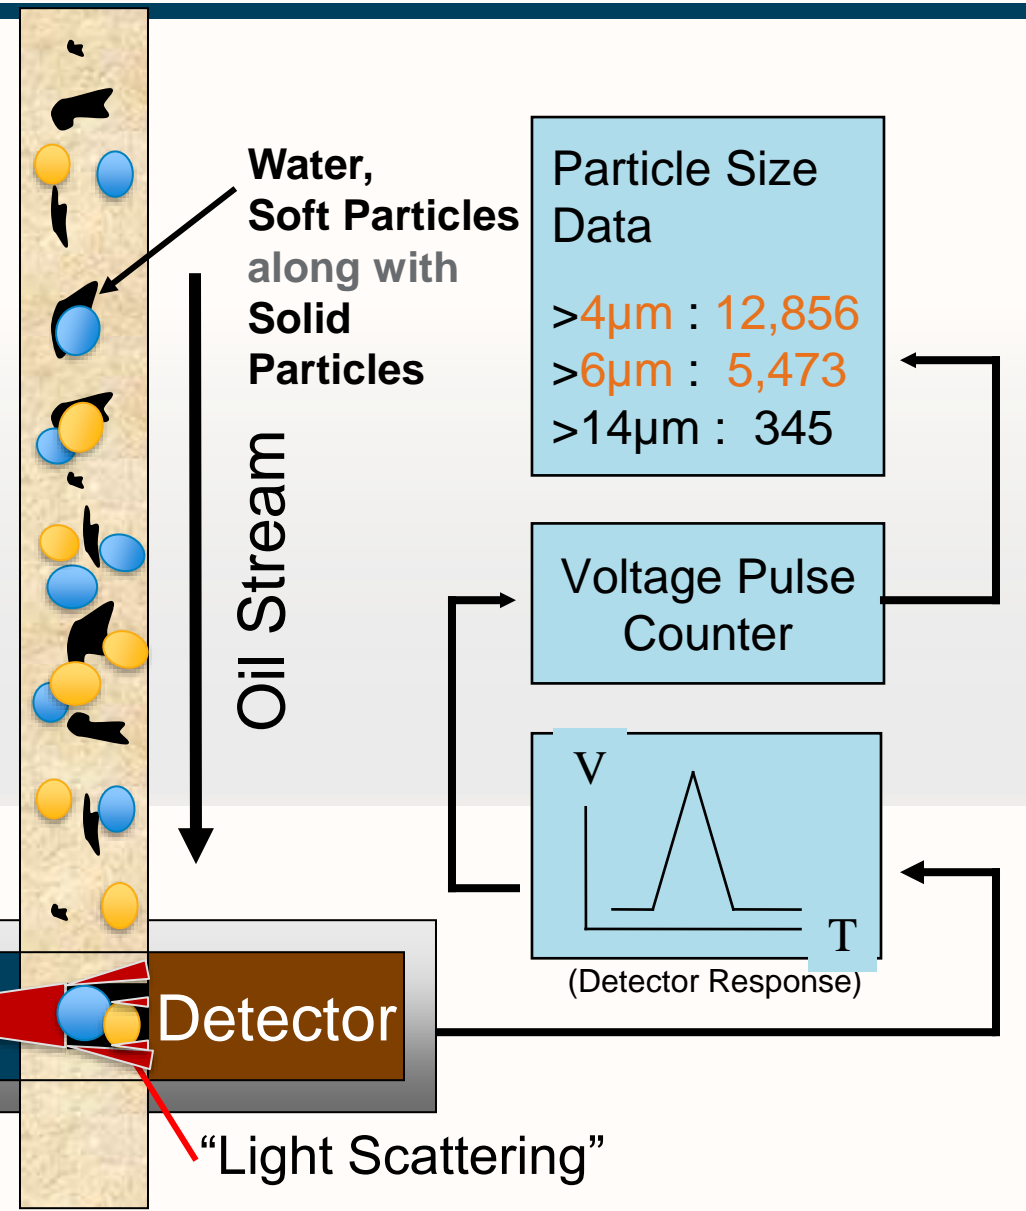 Water,
Soft Particles
along with
Solid
Particles
Oil Stream
Particle Size
Data
>4µm : 12,856
>6µm : 5,473
>14µm : 345
Voltage Pulse
Counter
V
T
(Detector Response)
Detector
“Light Scattering”